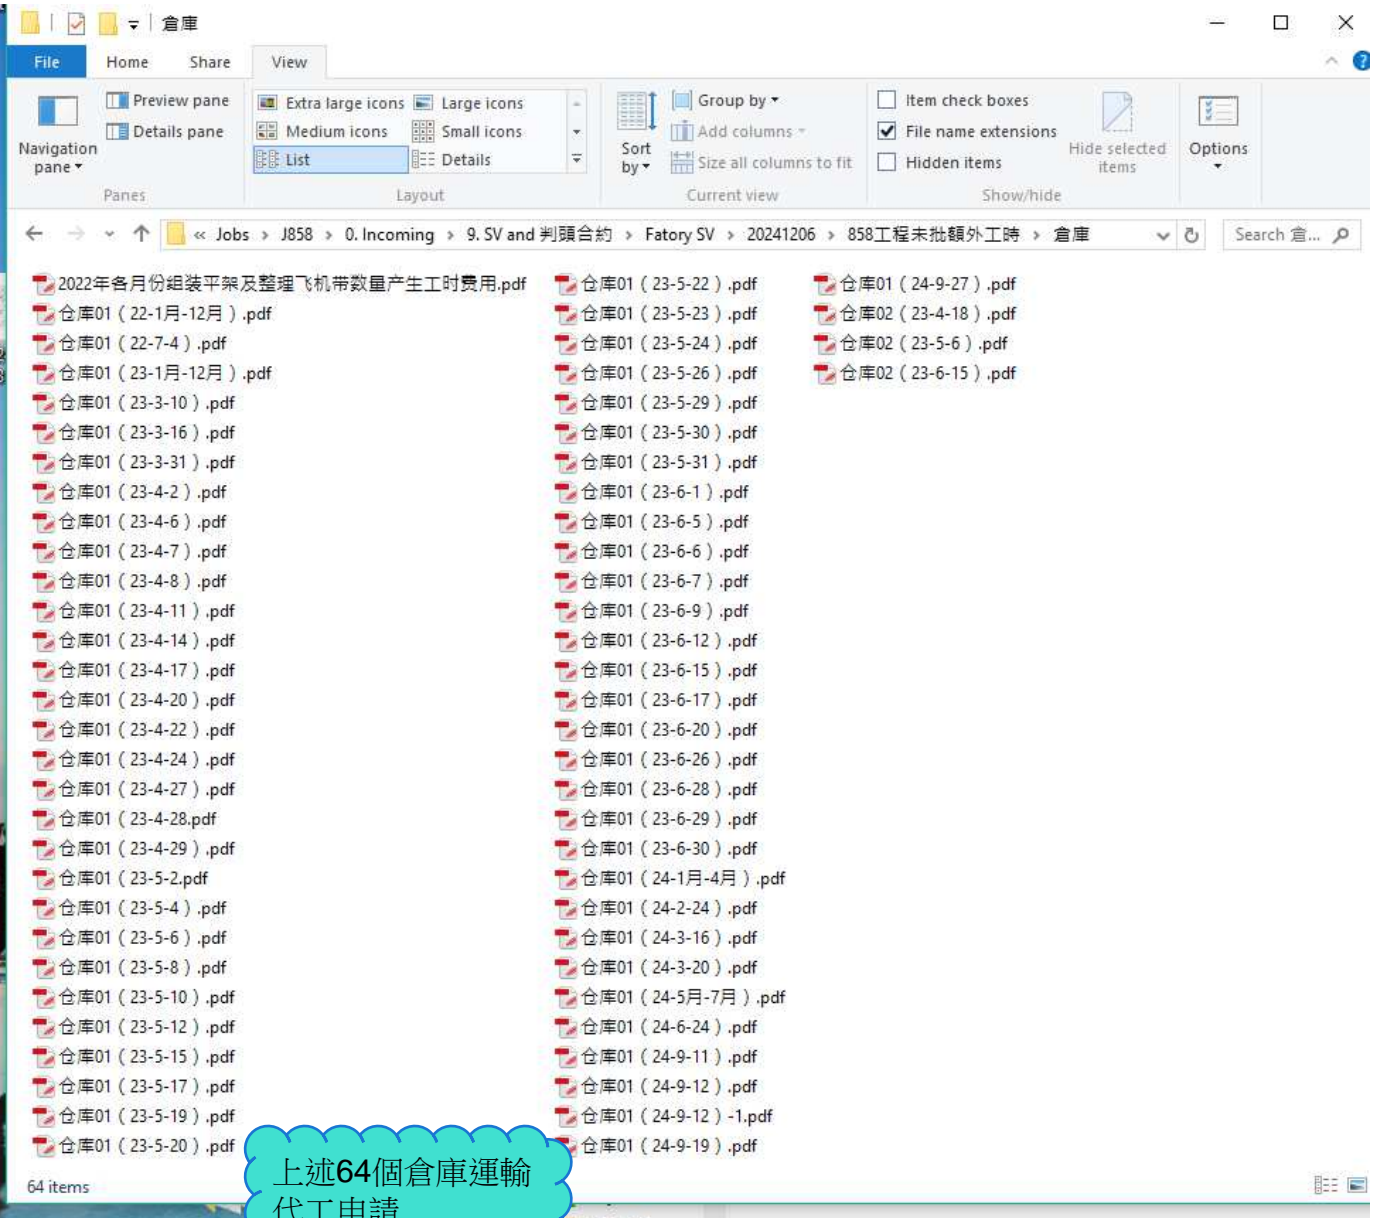 倉庫
File Home Share View
Navigation pane
Preview pane
Details pane
Panes
Extra large icons Large icons
Medium icons Small icons
List Details
Layout
Sort by
Group by
Add columns
Size all columns to fit
Current view
Item check boxes
File name extensions
Hidden items
Hide selected items
Show/hide
Options
« Jobs > J858 > 0. Incoming > 9. SV and 判頭合約 > Fatory SV > 20241206 > 858工程未批額外工時 > 倉庫
Search 倉...
2022年各月份组装平架及整理飞机带数量产生工时费用.pdf
仓库01（22-1月-12月）.pdf
仓库01（22-7-4）.pdf
仓库01（23-1月-12月）.pdf
仓库01（23-3-10）.pdf
仓库01（23-3-16）.pdf
仓库01（23-3-31）.pdf
仓库01（23-4-2）.pdf
仓库01（23-4-6）.pdf
仓库01（23-4-7）.pdf
仓库01（23-4-8）.pdf
仓库01（23-4-11）.pdf
仓库01（23-4-14）.pdf
仓库01（23-4-17）.pdf
仓库01（23-4-20）.pdf
仓库01（23-4-22）.pdf
仓库01（23-4-24）.pdf
仓库01（23-4-27）.pdf
仓库01（23-4-28.pdf
仓库01（23-4-29）.pdf
仓库01（23-5-2.pdf
仓库01（23-5-4）.pdf
仓库01（23-5-6）.pdf
仓库01（23-5-8）.pdf
仓库01（23-5-10）.pdf
仓库01（23-5-12）.pdf
仓库01（23-5-15）.pdf
仓库01（23-5-17）.pdf
仓库01（23-5-19）.pdf
仓库01（23-5-20）.pdf
仓库01（23-5-22）.pdf
仓库01（23-5-23）.pdf
仓库01（23-5-24）.pdf
仓库01（23-5-26）.pdf
仓库01（23-5-29）.pdf
仓库01（23-5-30）.pdf
仓库01（23-5-31）.pdf
仓库01（23-6-1）.pdf
仓库01（23-6-5）.pdf
仓库01（23-6-6）.pdf
仓库01（23-6-7）.pdf
仓库01（23-6-9）.pdf
仓库01（23-6-12）.pdf
仓库01（23-6-15）.pdf
仓库01（23-6-17）.pdf
仓库01（23-6-20）.pdf
仓库01（23-6-26）.pdf
仓库01（23-6-28）.pdf
仓库01（23-6-29）.pdf
仓库01（23-6-30）.pdf
仓库01（24-1月-4月）.pdf
仓库01（24-2-24）.pdf
仓库01（24-3-16）.pdf
仓库01（24-3-20）.pdf
仓库01（24-5月-7月）.pdf
仓库01（24-6-24）.pdf
仓库01（24-9-11）.pdf
仓库01（24-9-12）.pdf
仓库01（24-9-12）-1.pdf
仓库01（24-9-19）.pdf
仓库01（24-9-27）.pdf
仓库02（23-4-18）.pdf
仓库02（23-5-6）.pdf
仓库02（23-6-15）.pdf
上述64個倉庫運輸
代工申請
64 items